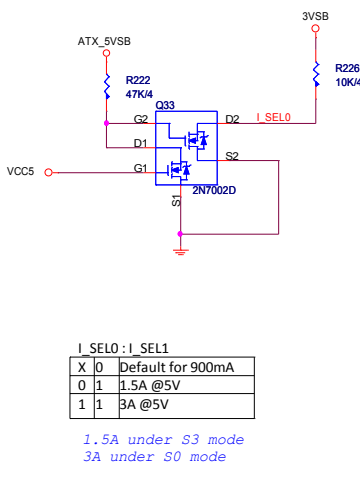 3VSB
ATX_5VSB
R222
47K/4
R226
10K/4
Q33
G2
D2
I_SEL0
D1
S2
VCC5
G1
2N7002D
S1
I_SEL0 : I_SEL1
X 0 Default for 900mA
0 1 1.5A @5V
1 1 3A @5V
1.5A under S3 mode
3A under S0 mode